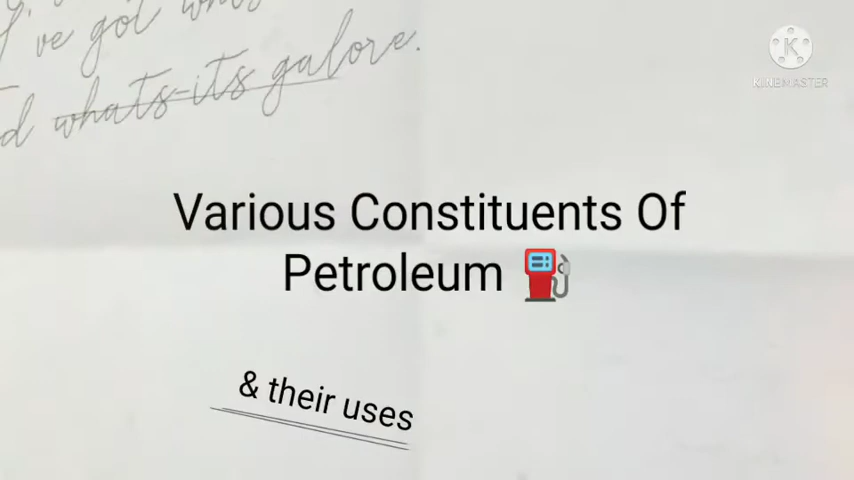 I've got
whats-its galore.
KINEMASTER
Various Constituents Of
Petroleum
& their uses